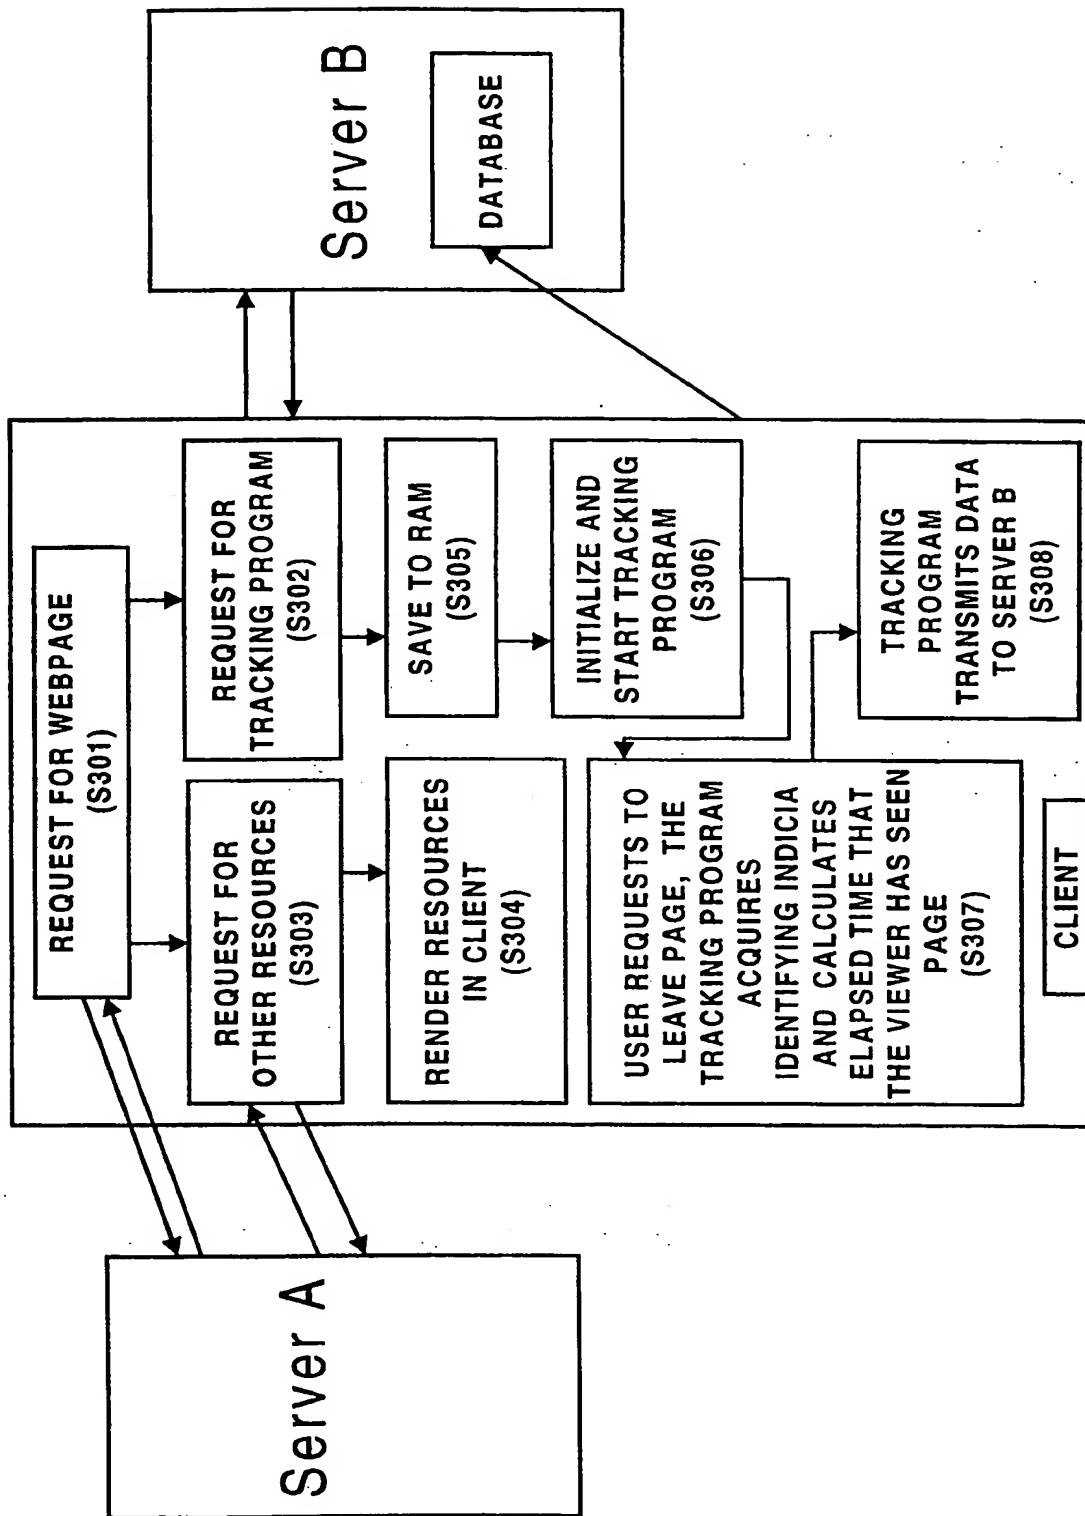 Server A
REQUEST FOR WEBPAGE
(S301)
REQUEST FOR
OTHER RESOURCES
(S303)
REQUEST FOR
TRACKING PROGRAM
(S302)
RENDER RESOURCES
IN CLIENT
(S304)
SAVE TO RAM
(S305)
INITIALIZE AND
START TRACKING
PROGRAM
(S306)
USER REQUESTS TO
LEAVE PAGE, THE
TRACKING PROGRAM
ACQUIRES
IDENTIFYING INDICIA
AND CALCULATES
ELAPSED TIME THAT
THE VIEWER HAS SEEN
PAGE
(S307)
TRACKING
PROGRAM
TRANSMITS DATA
TO SERVER B
(S308)
CLIENT
Server B
DATABASE